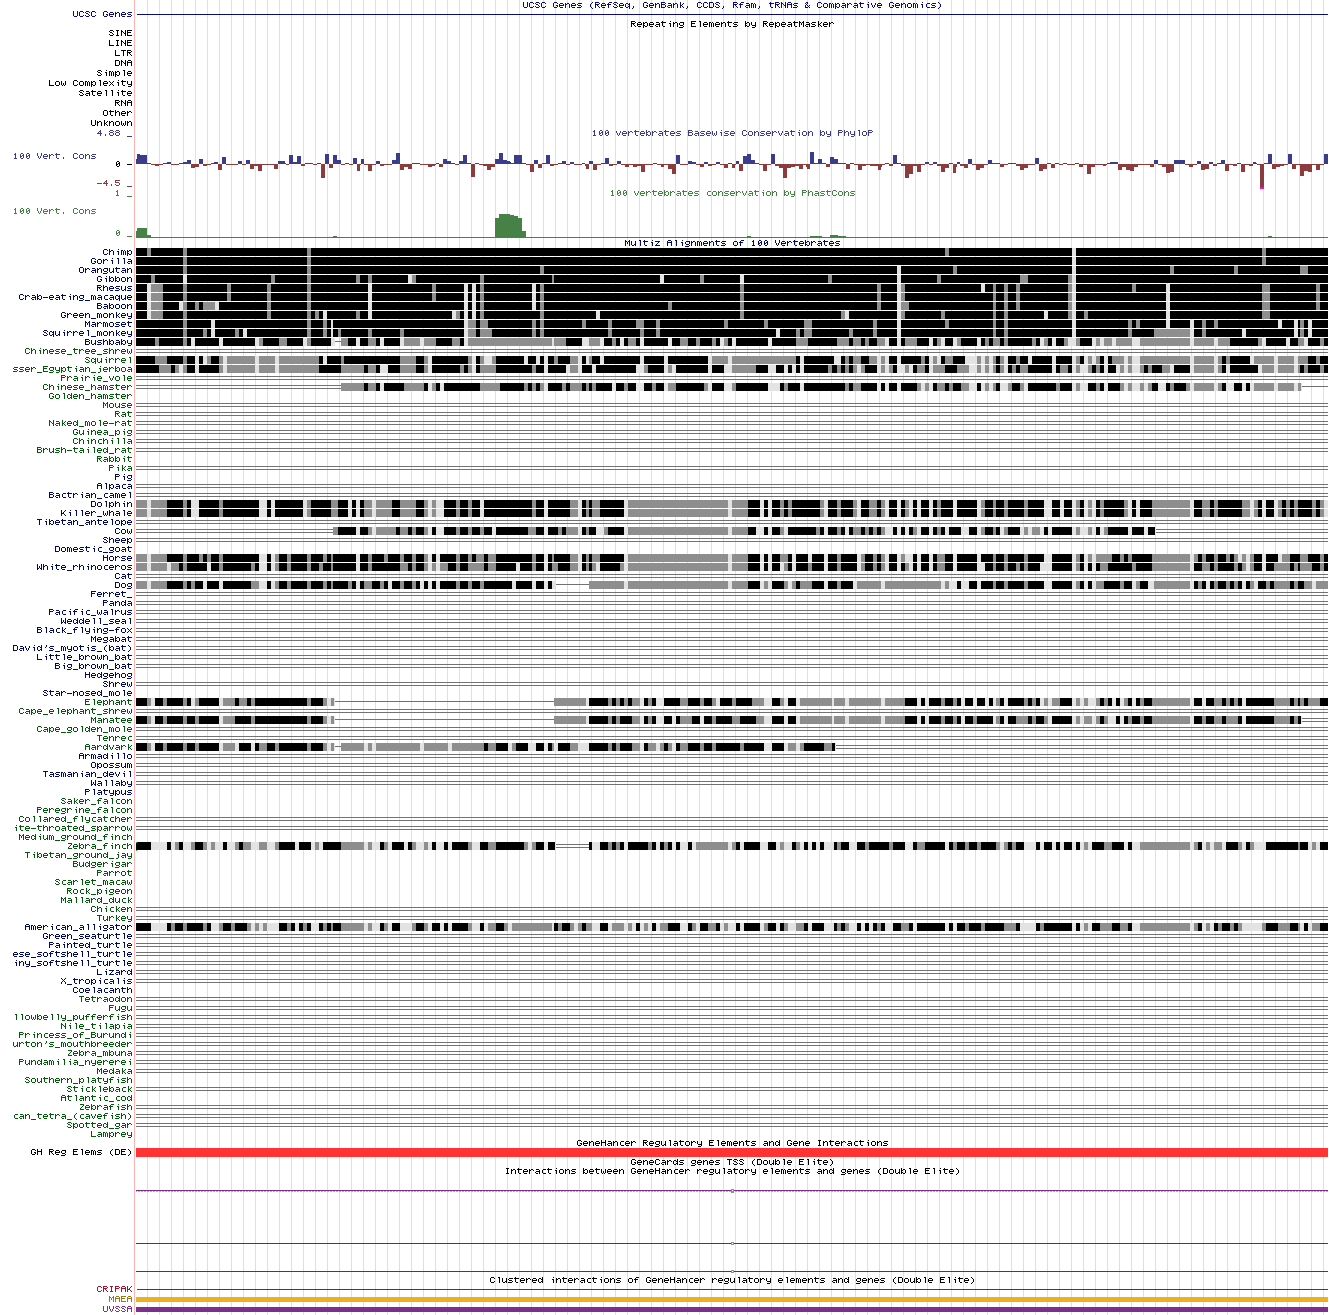 UCSC Genes (RefSeq, GenBank, CCDS, Rfam, tRNAs & Comparative Genomics)
UCSC Genes
Repeating Elements by RepeatMasker
SINE
LINE
LTR
DNA
Simple
Low Complexity
Satellite
RNA
Other
Unknown
4.88 _
100 vertebrates Basewise Conservation by PhyloP
100 Vert. Cons
0 _
-4.5 _
100 vertebrates conservation by PhastCons
1 _
100 Vert. Cons
0 _
Multiz Alignments of 100 Vertebrates
Chimp
Gorilla
Orangutan
Gibbon
Rhesus
Crab-eating_macaque
Baboon
Green_monkey
Marmoset
Squirrel_monkey
Bushbaby
Chinese_tree_shrew
Squirrel
sser_Egyptian_jerboa
Prairie_vole
Chinese_hamster
Golden_hamster
Mouse
Rat
Naked_mole-rat
Guinea_pig
Chinchilla
Brush-tailed_rat
Rabbit
Pika
Pig
Alpaca
Bactrian_camel
Dolphin
Killer_whale
Tibetan_antelope
Cow
Sheep
Domestic_goat
Horse
White_rhinoceros
Cat
Dog
Ferret_
Panda
Pacific_walrus
Weddell_seal
Black_flying-fox
Megabat
David's_myotis_(bat)
Little_brown_bat
Big_brown_bat
Hedgehog
Shrew
Star-nosed_mole
Elephant
Cape_elephant_shrew
Manatee
Cape_golden_mole
Tenrec
Aardvark
Armadillo
Opossum
Tasmanian_devil
Wallaby
Platypus
Saker_falcon
Peregrine_falcon
Collared_flycatcher
ite-throated_sparrow
Medium_ground_finch
Zebra_finch
Tibetan_ground_jay
Budgerigar
Parrot
Scarlet_macaw
Rock_pigeon
Mallard_duck
Chicken
Turkey
American_alligator
Green_seaturtle
Painted_turtle
ese_softshell_turtle
iny_softshell_turtle
Lizard
X_tropicalis
Coelacanth
Tetraodon
Fugu
llowbelly_pufferfish
Nile_tilapia
Princess_of_Burundi
urton's_mouthbreeder
Zebra_mbuna
Pundamilia_nyererei
Medaka
Southern_platyfish
Stickleback
Atlantic_cod
Zebrafish
can_tetra_(cavefish)
Spotted_gar
Lamprey
GeneHancer Regulatory Elements and Gene Interactions
GH Reg Elems (DE)
GeneCards genes TSS (Double Elite)
Interactions between GeneHancer regulatory elements and genes (Double Elite)
Clustered interactions of GeneHancer regulatory elements and genes (Double Elite)
CRIPAK
MAEA
UVSSA